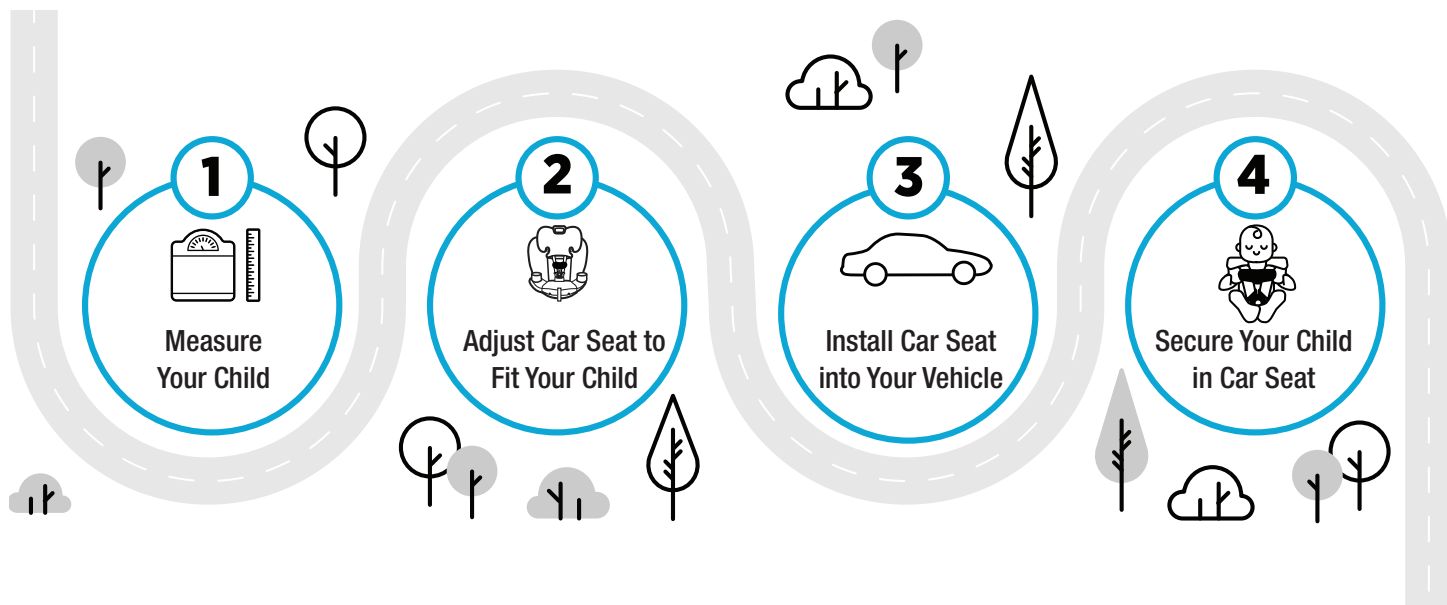 1
Measure
Your Child
2
Adjust Car Seat to
Fit Your Child
3
Install Car Seat
into Your Vehicle
4
Secure Your Child
in Car Seat